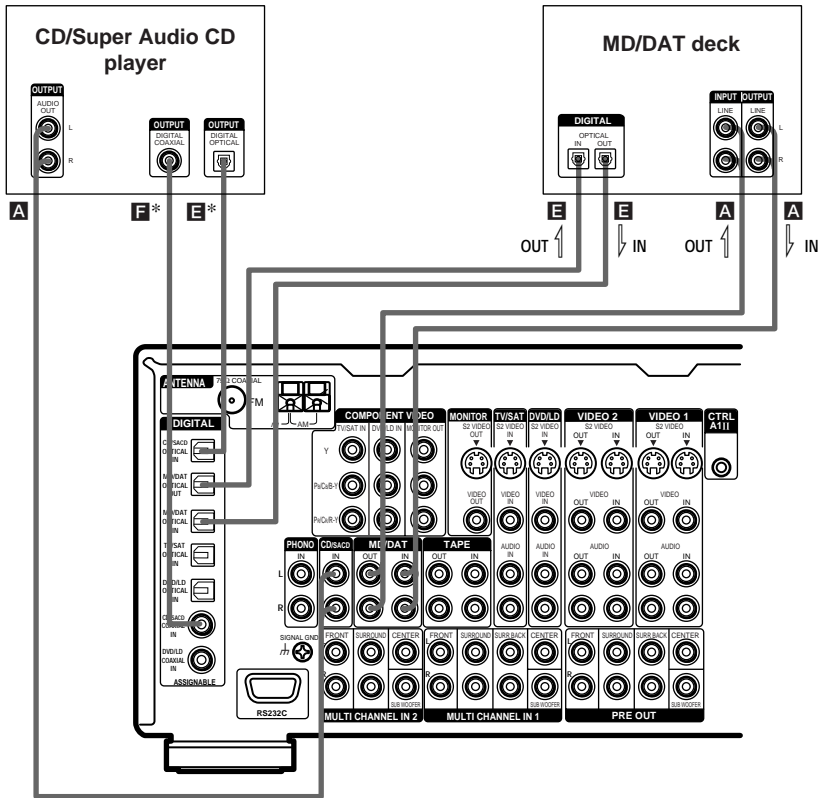 CD/Super Audio CD
player
MD/DAT deck
OUTPUT
AUDIO
OUT
L
R
OUTPUT
DIGITAL
COAXIAL
OUTPUT
DIGITAL
OPTICAL
DIGITAL
OPTICAL
IN OUT
INPUT OUTPUT
LINE LINE
L
R
A
F*
E*
E
E
A
A
OUT
IN
OUT
IN
ANTENNA
75Ω COAXIAL
FM
AM
DIGITAL
CD/SACD
OPTICAL
IN
MD/DAT
OPTICAL
OUT
MD/DAT
OPTICAL
IN
TV/SAT
OPTICAL
IN
DVD/LD
OPTICAL
IN
CD/SACD
COAXIAL
IN
DVD/LD
COAXIAL
IN
ASSIGNABLE
COMPONENT VIDEO
TV/SAT IN DVD/LD IN MONITOR OUT
Y
PB/CB/B-Y
PR/CR/R-Y
MONITOR TV/SAT DVD/LD VIDEO 2 VIDEO 1
S2 VIDEO
OUT
S2 VIDEO
IN
S2 VIDEO
IN
S2 VIDEO
OUT IN
S2 VIDEO
OUT IN
CTRL
A1II
VIDEO
OUT
VIDEO
IN
VIDEO
IN
VIDEO
OUT IN
VIDEO
OUT IN
PHONO CD/SACD MD/DAT TAPE
IN IN OUT IN OUT IN
L
R
AUDIO
IN
AUDIO
IN
AUDIO
OUT IN
AUDIO
OUT IN
SIGNAL GND
FRONT SURROUND CENTER
L
R
SUB WOOFER
MULTI CHANNEL IN 2
FRONT SURROUND SURR BACK CENTER
L
R
SUB WOOFER
MULTI CHANNEL IN 1
FRONT SURROUND SURR BACK CENTER
L
R
SUB WOOFER
PRE OUT
RS232C